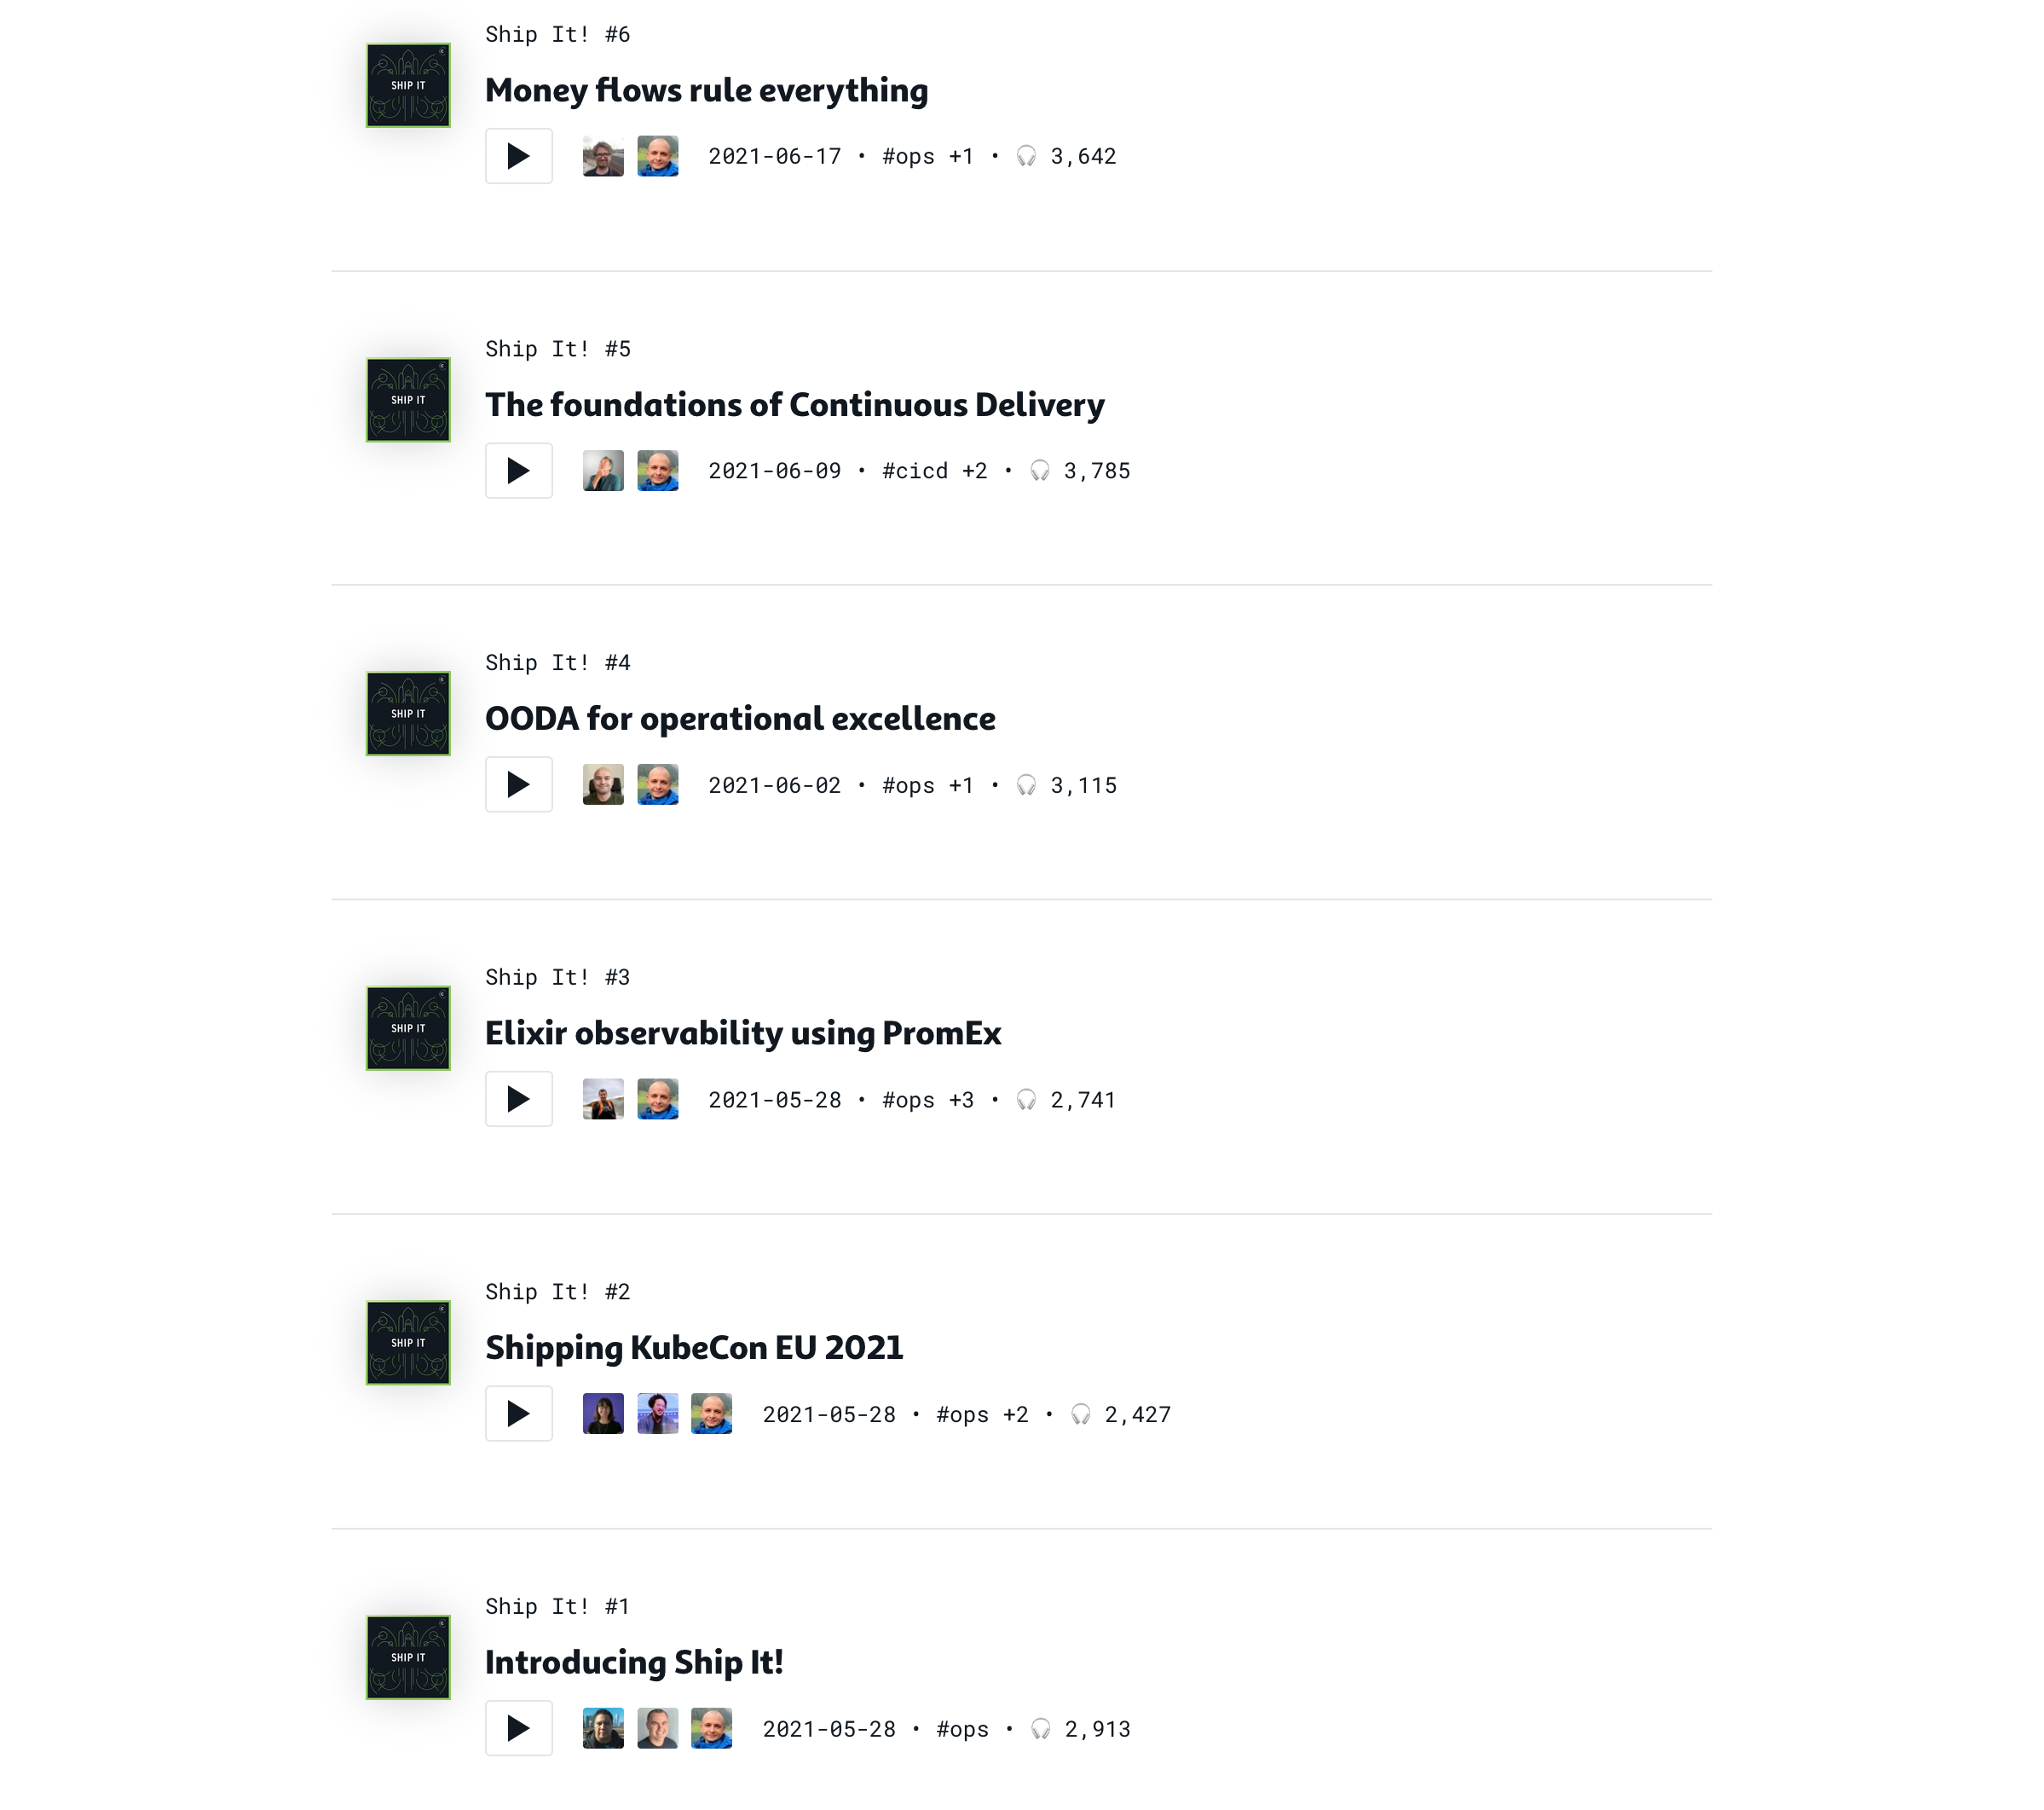 Ship It! #6
SHIP IT
Money flows rule everything
2021-06-17 • #ops +1 • 3,642
Ship It! #5
SHIP IT
The foundations of Continuous Delivery
2021-06-09 • #cicd +2 • 3,785
Ship It! #4
SHIP IT
OODA for operational excellence
2021-06-02 • #ops +1 • 3,115
Ship It! #3
SHIP IT
Elixir observability using PromEx
2021-05-28 • #ops +3 • 2,741
Ship It! #2
SHIP IT
Shipping KubeCon EU 2021
2021-05-28 • #ops +2 • 2,427
Ship It! #1
SHIP IT
Introducing Ship It!
2021-05-28 • #ops • 2,913